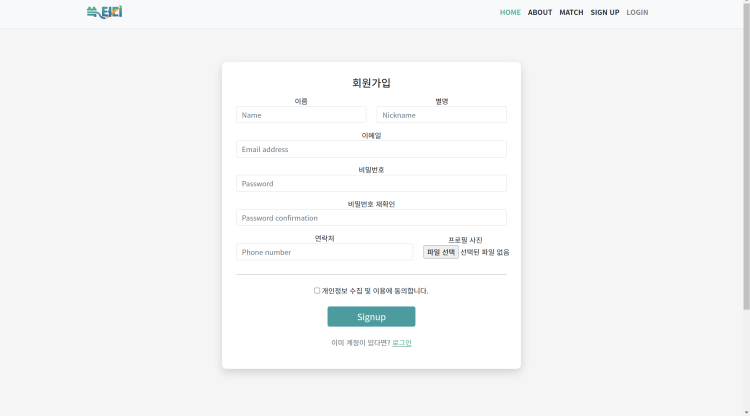 쓱 터디
HOME ABOUT MATCH SIGN UP LOGIN
회원가입
이름 별명
Name Nickname
이메일
Email address
비밀번호
Password
비밀번호 재확인
Password confirmation
연락처 프로필 사진
Phone number 파일 선택 선택된 파일 없음
개인정보 수집 및 이용에 동의합니다.
Signup
이미 계정이 있다면? 로그인